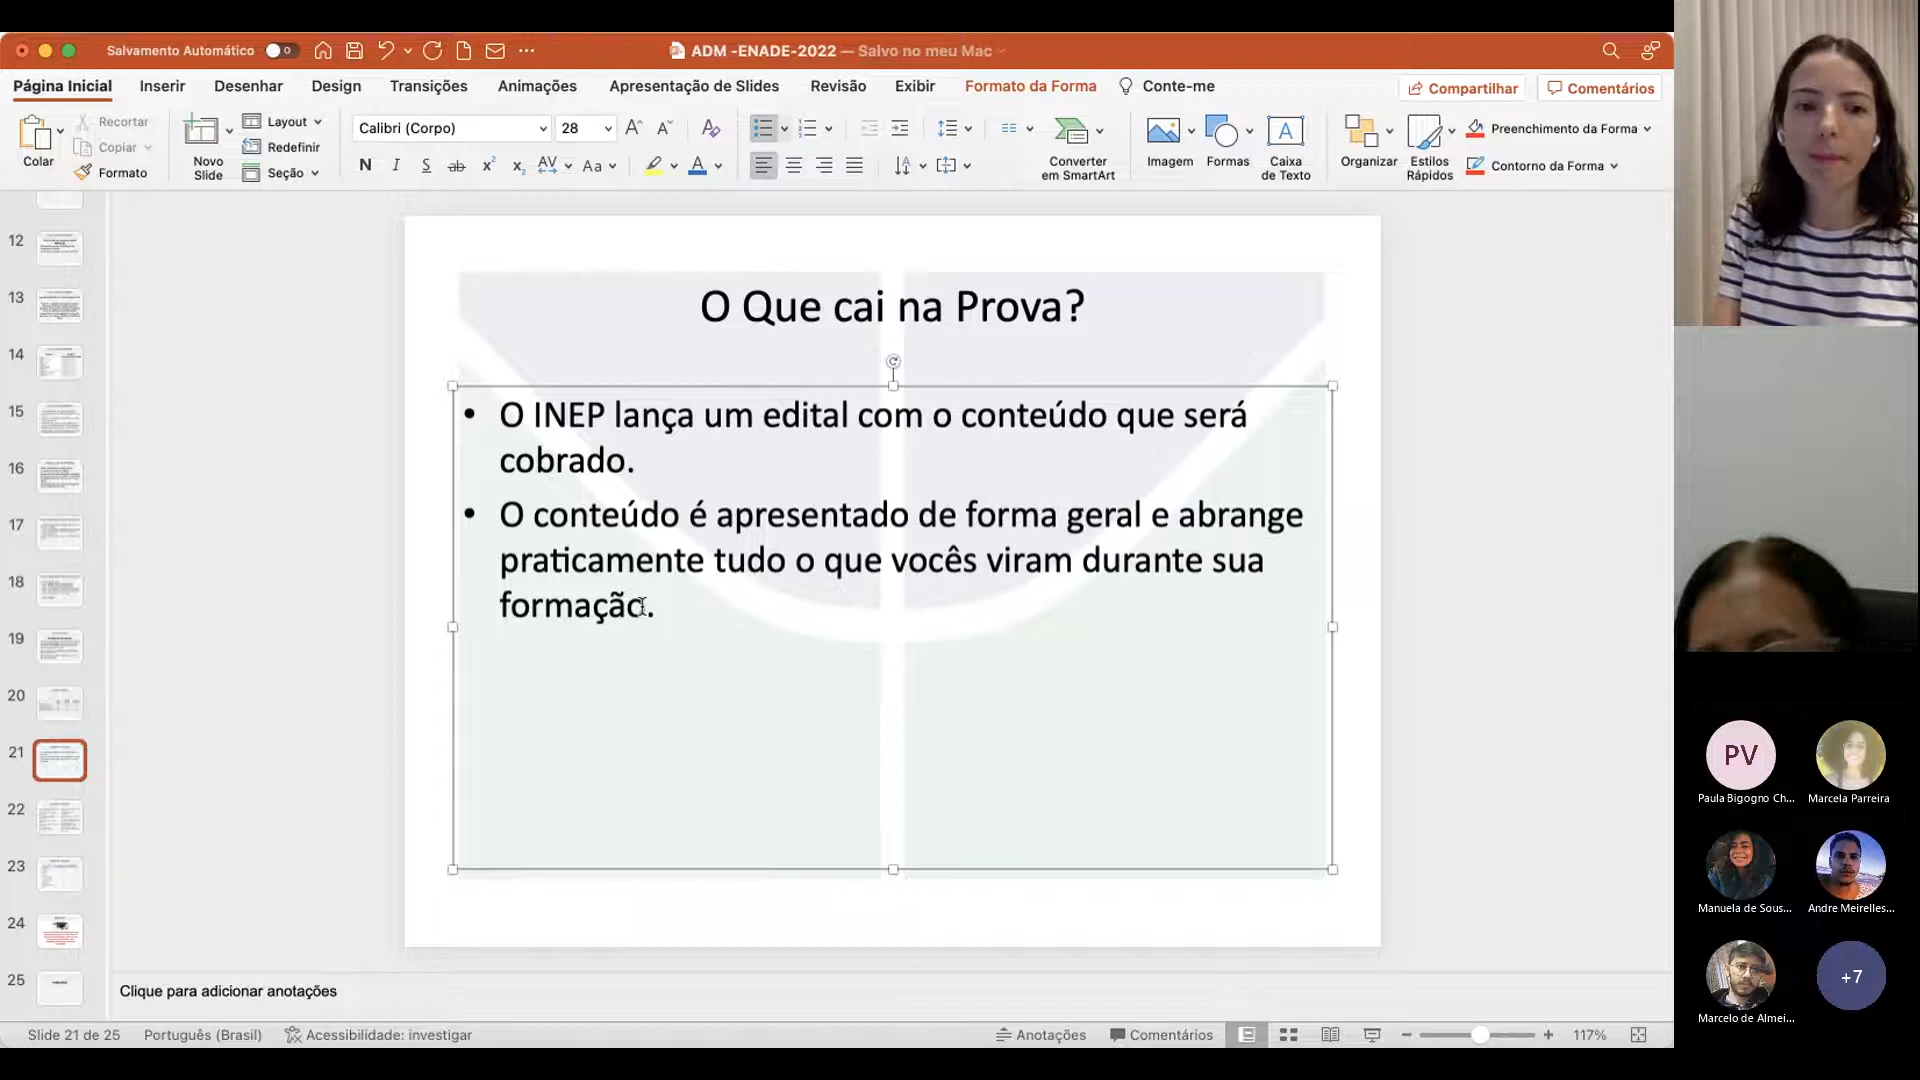 Salvamento Automático
ADM -ENADE-2022 — Salvo no meu Mac
Página Inicial
Inserir
Desenhar
Design
Transições
Animações
Apresentação de Slides
Revisão
Exibir
Formato da Forma
Conte-me
Compartilhar
Comentários
Colar
Recortar
Copiar
Formato
Novo
Slide
Layout
Redefinir
Seção
Calibri (Corpo)
28
N I S ab x² x₂ AV Aa A
Converter
em SmartArt
Imagem
Formas
Caixa
de Texto
Organizar
Estilos
Rápidos
Preenchimento da Forma
Contorno da Forma
12
13
14
15
16
17
18
19
20
21
22
23
24
25
O Que cai na Prova?
• O INEP lança um edital com o conteúdo que será
cobrado.
• O conteúdo é apresentado de forma geral e abrange
praticamente tudo o que vocês viram durante sua
formação.
Clique para adicionar anotações
Slide 21 de 25
Português (Brasil)
Acessibilidade: investigar
Anotações
Comentários
117%
PV
Paula Bigogno Ch...
Marcela Parreira
Manuela de Sous...
Andre Meirelles...
Marcelo de Almei...
+7